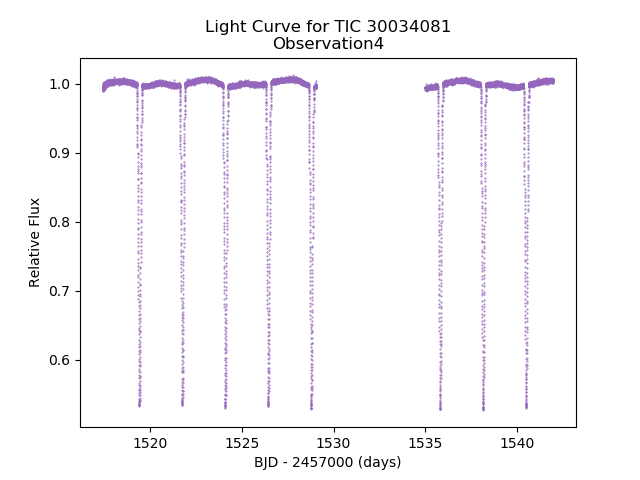 Light Curve for TIC 30034081
Observation4
Relative Flux
1.0
0.9
0.8
0.7
0.6
1520
1525
1530
1535
1540
BJD - 2457000 (days)